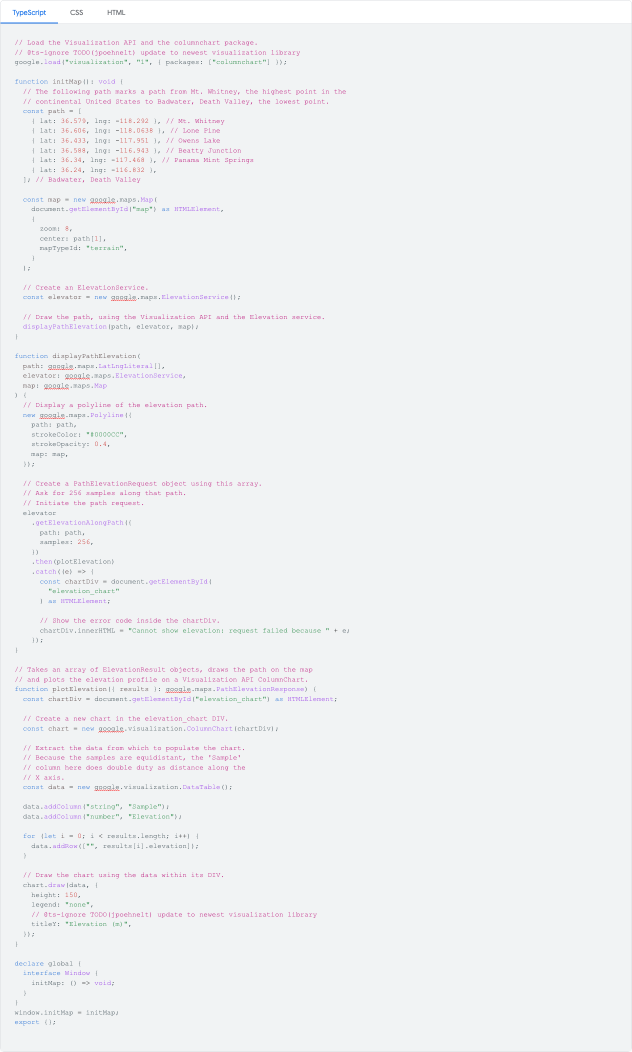 TypeScript CSS HTML
// Load the Visualization API and the columnchart package.
// @ts-ignore TODO(jpoehnelt) update to newest visualization library
google.load("visualization", "1", { packages: ["columnchart"] });
function initMap(): void {
// The following path marks a path from Mt. Whitney, the highest point in the
// continental United States to Badwater, Death Valley, the lowest point.
const path = [
{ lat: 36.579, lng: -118.292 }, // Mt. Whitney
{ lat: 36.606, lng: -118.0638 }, // Lone Pine
{ lat: 36.433, lng: -117.951 }, // Owens Lake
{ lat: 36.588, lng: -116.943 }, // Beatty Junction
{ lat: 36.34, lng: -117.468 }, // Panama Mint Springs
{ lat: 36.24, lng: -116.832 },
]; // Badwater, Death Valley
const map = new google.maps.Map(
document.getElementById("map") as HTMLElement,
{
zoom: 8,
center: path[1],
mapTypeId: "terrain",
}
);
// Create an ElevationService.
const elevator = new google.maps.ElevationService();
// Draw the path, using the Visualization API and the Elevation service.
displayPathElevation(path, elevator, map);
}
function displayPathElevation(
path: google.maps.LatLngLiteral[],
elevator: google.maps.ElevationService,
map: google.maps.Map
) {
// Display a polyline of the elevation path.
new google.maps.Polyline({
path: path,
strokeColor: "#0000CC",
strokeOpacity: 0.4,
map: map,
});
// Create a PathElevationRequest object using this array.
// Ask for 256 samples along that path.
// Initiate the path request.
elevator
.getElevationAlongPath({
path: path,
samples: 256,
})
.then(plotElevation)
.catch((e) => {
const chartDiv = document.getElementById(
"elevation_chart"
) as HTMLElement;
// Show the error code inside the chartDiv.
chartDiv.innerHTML = "Cannot show elevation: request failed because " + e;
});
}
// Takes an array of ElevationResult objects, draws the path on the map
// and plots the elevation profile on a Visualization API ColumnChart.
function plotElevation({ results }: google.maps.PathElevationResponse) {
const chartDiv = document.getElementById("elevation_chart") as HTMLElement;
// Create a new chart in the elevation_chart DIV.
const chart = new google.visualization.ColumnChart(chartDiv);
// Extract the data from which to populate the chart.
// Because the samples are equidistant, the 'Sample'
// column here does double duty as distance along the
// X axis.
const data = new google.visualization.DataTable();
data.addColumn("string", "Sample");
data.addColumn("number", "Elevation");
for (let i = 0; i < results.length; i++) {
data.addRow(["", results[i].elevation]);
}
// Draw the chart using the data within its DIV.
chart.draw(data, {
height: 150,
legend: "none",
// @ts-ignore TODO(jpoehnelt) update to newest visualization library
titleY: "Elevation (m)",
});
}
declare global {
interface Window {
initMap: () => void;
}
}
window.initMap = initMap;
export {};